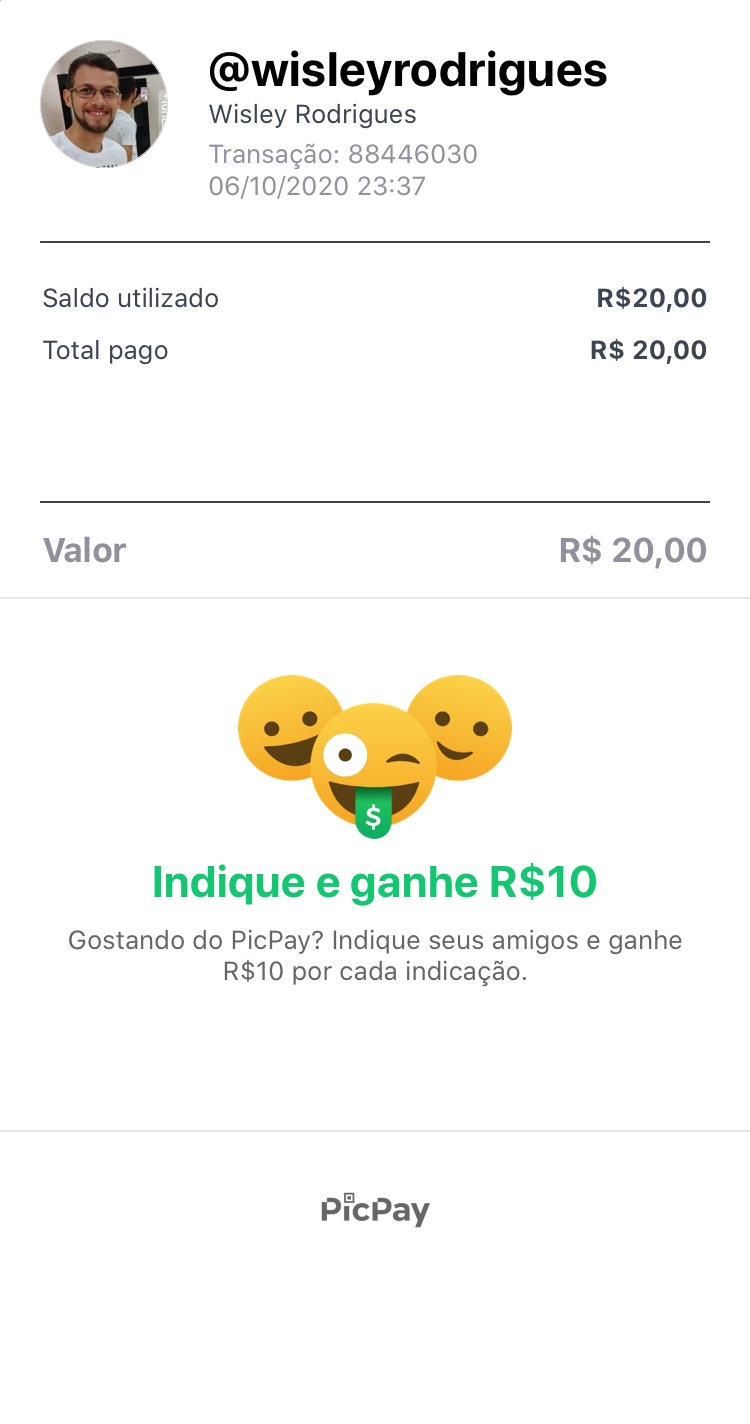 @wisleyrodrigues
Wisley Rodrigues
Transação: 88446030
06/10/2020 23:37
Saldo utilizado R$20,00
Total pago R$ 20,00
Valor R$ 20,00
$
Indique e ganhe R$10
Gostando do PicPay? Indique seus amigos e ganhe
R$10 por cada indicação.
PicPay